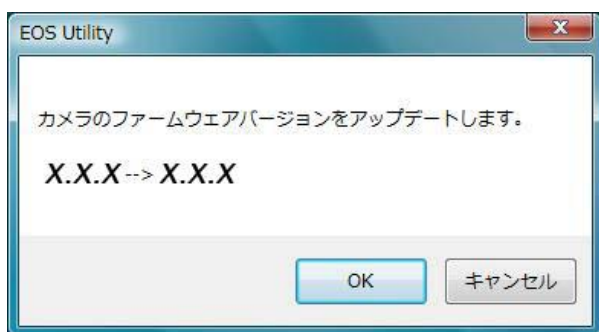 EOS Utility
カメラのファームウェアバージョンをアップデートします。
X.X.X --> X.X.X
OK
キャンセル